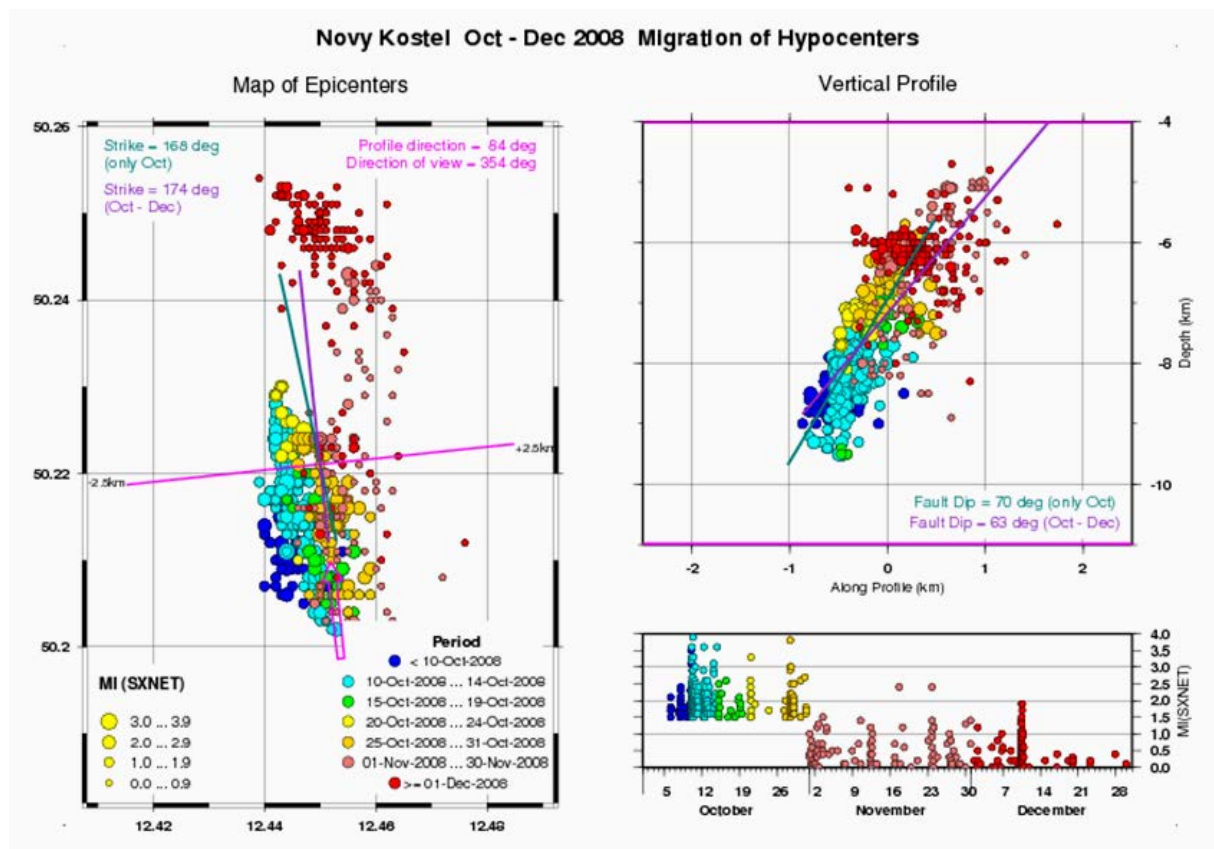 Novy Kostel Oct - Dec 2008 Migration of Hypocenters
Map of Epicenters
50.26
50.24
50.22
50.2
12.42
12.44
12.46
12.48
Strike = 168 deg
(only Oct)
Strike = 174 deg
(Oct - Dec)
Profile direction = 84 deg
Direction of view = 354 deg
-2.5km
+2.5km
Ml (SXNET)
3.0 ... 3.9
2.0 ... 2.9
1.0 ... 1.9
0.0 ... 0.9
Period
< 10-Oct-2008
10-Oct-2008 ... 14-Oct-2008
15-Oct-2008 ... 19-Oct-2008
20-Oct-2008 ... 24-Oct-2008
25-Oct-2008 ... 31-Oct-2008
01-Nov-2008 ... 30-Nov-2008
>= 01-Dec-2008
Vertical Profile
-4
-6
-8
-10
Depth (km)
Fault Dip = 70 deg (only Oct)
Fault Dip = 63 deg (Oct - Dec)
-2
-1
0
1
2
Along Profile (km)
4.0
3.5
3.0
2.5
2.0
1.5
1.0
0.5
0.0
Ml(SXNET)
5 12 19 26 2 9 16 23 30 7 14 21 28
October November December